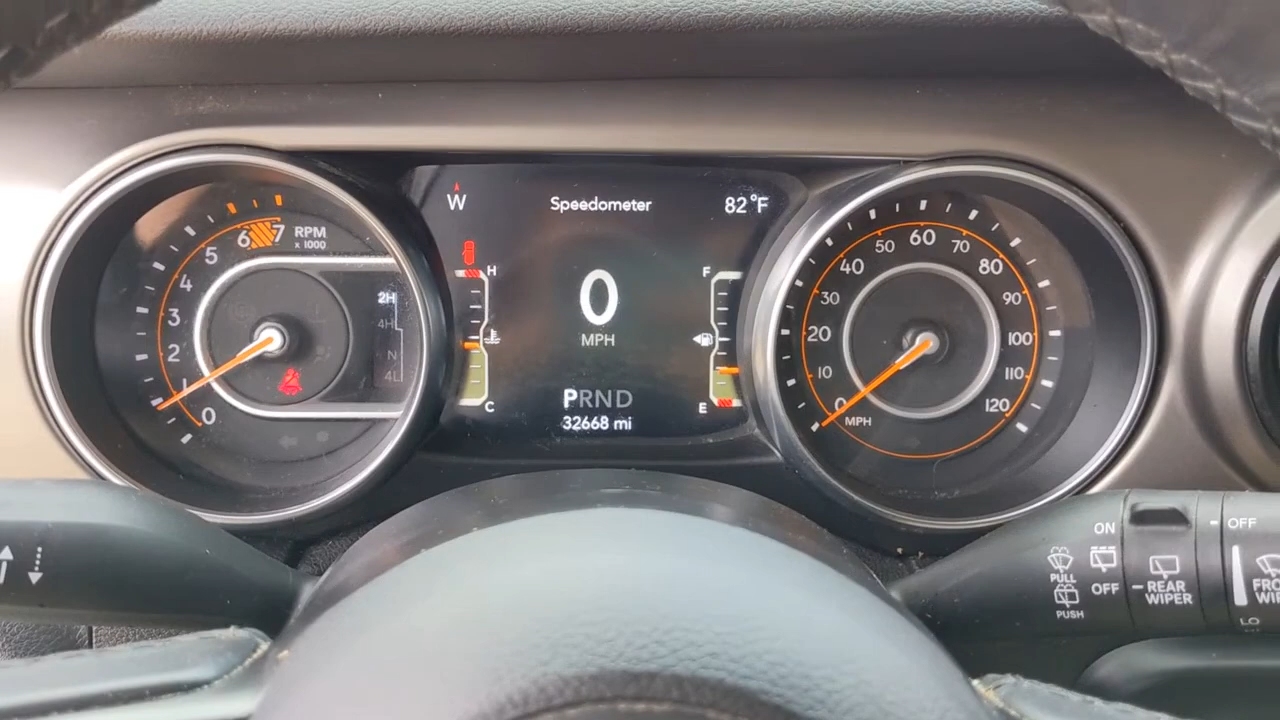 6 7 RPM
x 1000
5
4
3
2
1
0
2H
4H
N
4L
W
Speedometer
82°F
H
C
0
MPH
F
E
PRND
32668 mi
0
10
20
30
40
50
60
70
80
90
100
110
120
MPH
ON
OFF
PULL
PUSH
REAR
WIPER
OFF
LO